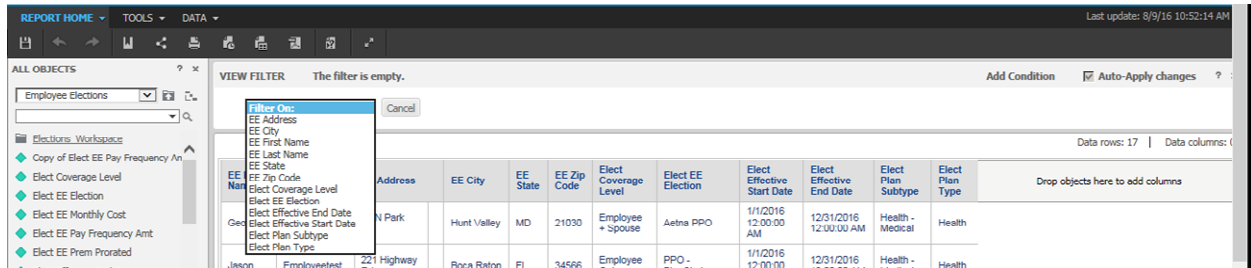 REPORT HOME TOOLS DATA Last update: 8/9/16 10:52:14 AM
ALL OBJECTS ? x
VIEW FILTER The filter is empty. Add Condition Auto-Apply changes ?
Employee Elections
Filter On: Cancel
EE Address
EE City
EE First Name
EE Last Name
EE State
EE Zip Code
Elect Coverage Level
Elect EE Election
Elect Effective End Date
Elect Effective Start Date
Elect Plan Subtype
Elect Plan Type
Elections Workspace
Copy of Elect EE Pay Frequency An
Elect Coverage Level
Elect EE Election
Elect EE Monthly Cost
Elect EE Pay Frequency Amt
Elect EE Prem Prorated
Data rows: 17 | Data columns:
Address EE City EE State EE Zip Code Elect Coverage Level Elect EE Election Elect Effective Start Date Elect Effective End Date Elect Plan Subtype Elect Plan Type Drop objects here to add columns
N Park Hunt Valley MD 21030 Employee + Spouse Aetna PPO 1/1/2016 12:00:00 AM 12/31/2016 12:00:00 AM Health - Medical Health
Jason Employeetest 221 Highway Boca Raton FL 34566 Employee PPO - 1/1/2016 12:00:00 12/31/2016 Health - Health